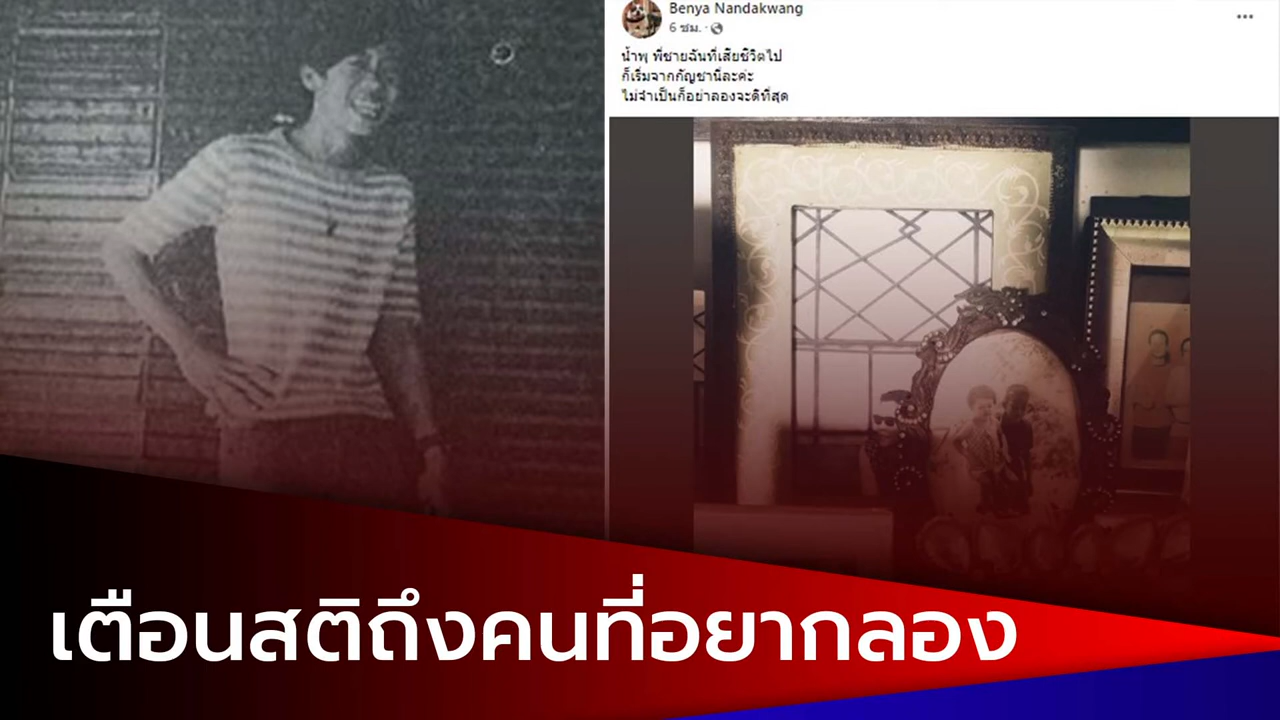 Benya Nandakwang
6 ชม. ·
น้ำพุ พี่ชายฉันที่เสียชีวิตไป
ก็เริ่มจากกัญชานี่ละค่ะ
ไม่จำเป็นก็อย่าลองจะดีที่สุด
เตือนสติถึงคนที่อยากลอง